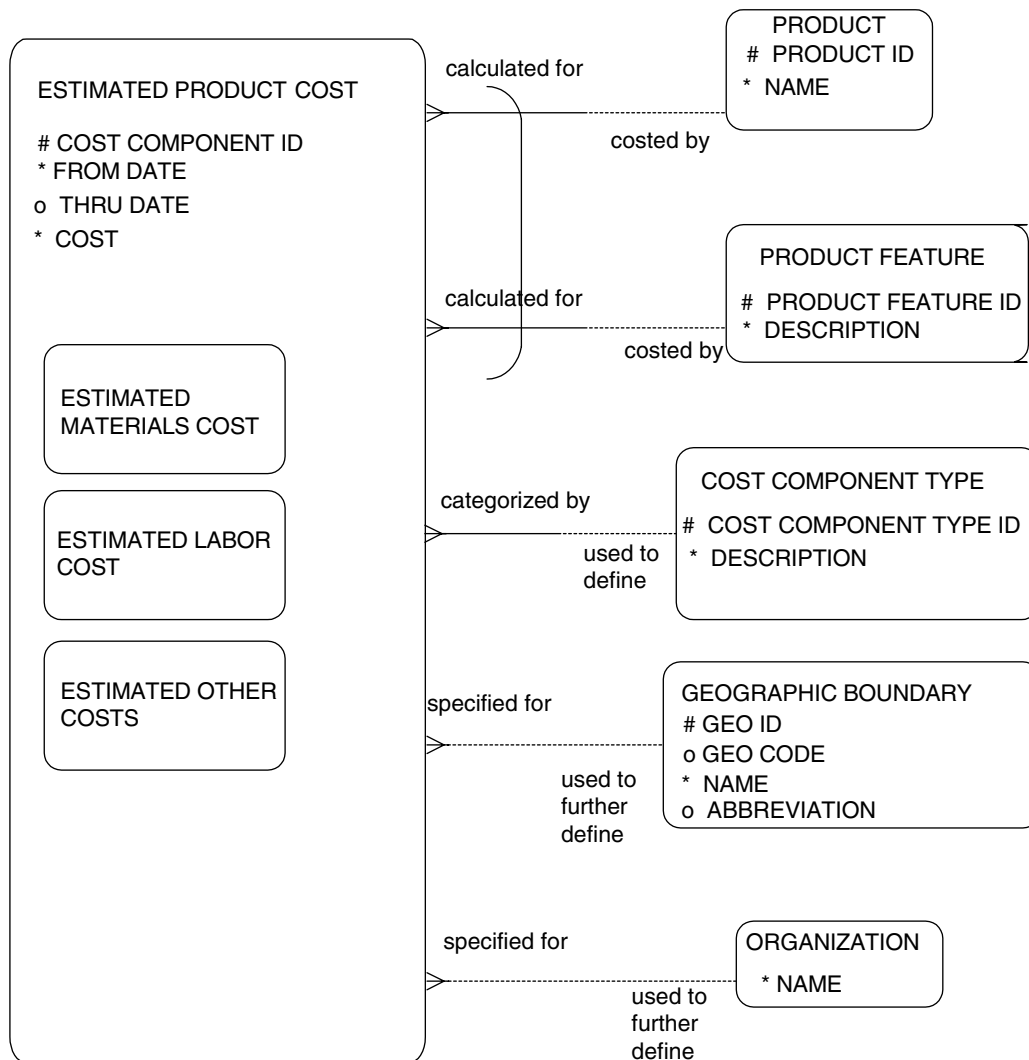 ESTIMATED PRODUCT COST
# COST COMPONENT ID
* FROM DATE
o THRU DATE
* COST
ESTIMATED
MATERIALS COST
ESTIMATED LABOR
COST
ESTIMATED OTHER
COSTS
calculated for
costed by
PRODUCT
# PRODUCT ID
* NAME
calculated for
costed by
PRODUCT FEATURE
# PRODUCT FEATURE ID
* DESCRIPTION
categorized by
used to
define
COST COMPONENT TYPE
# COST COMPONENT TYPE ID
* DESCRIPTION
specified for
used to
further
define
GEOGRAPHIC BOUNDARY
# GEO ID
o GEO CODE
* NAME
o ABBREVIATION
specified for
used to
further
define
ORGANIZATION
* NAME